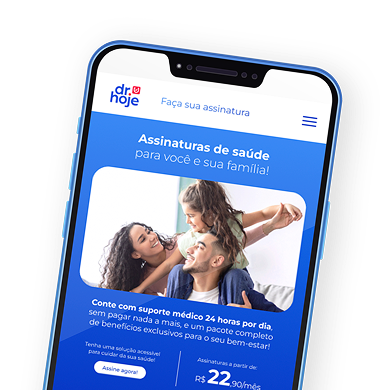 dr.
hoje
Faça sua assinatura
Assinaturas de saúde
para você e sua família!
Conte com suporte médico 24 horas por dia,
sem pagar nada a mais, e um pacote completo
de benefícios exclusivos para o seu bem-estar!
Tenha uma solução acessível
para cuidar da sua saúde!
Assine agora!
Assinaturas a partir de:
R$ 22,90/mês